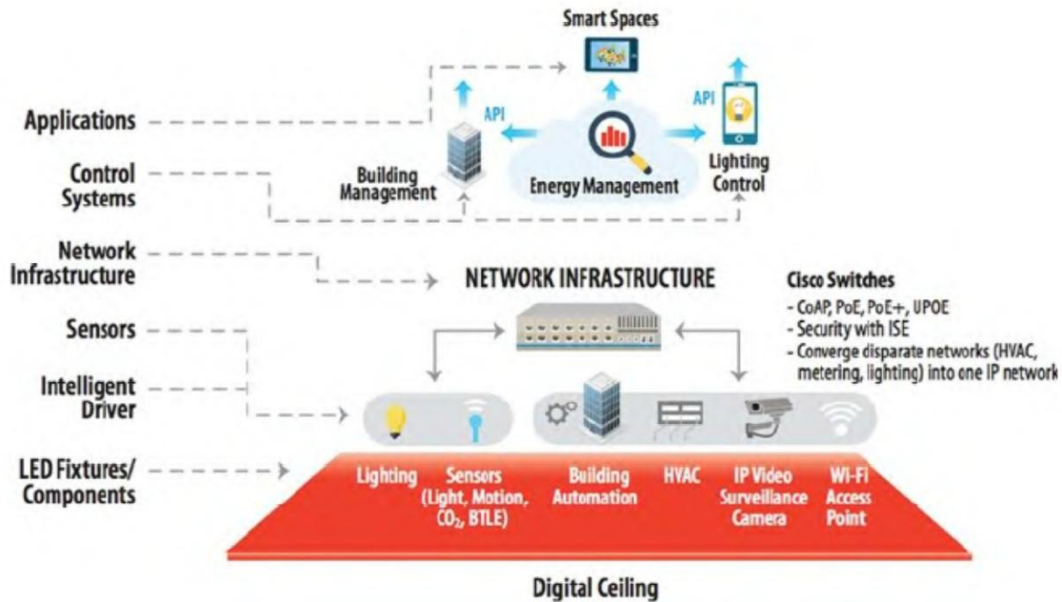 Smart Spaces
API
API
Applications
Control
Systems
Building
Management
Energy Management
Lighting
Control
Network
Infrastructure
NETWORK INFRASTRUCTURE
Cisco Switches
- CoAP, PoE, PoE+, UPOE
- Security with ISE
- Converge disparate networks (HVAC,
metering, lighting) into one IP network
Sensors
Intelligent
Driver
LED Fixtures/
Components
Lighting
Sensors
(Light, Motion,
CO₂, BTLE)
Building
Automation
HVAC
IP Video
Surveillance
Camera
Wi-Fi
Access
Point
Digital Ceiling